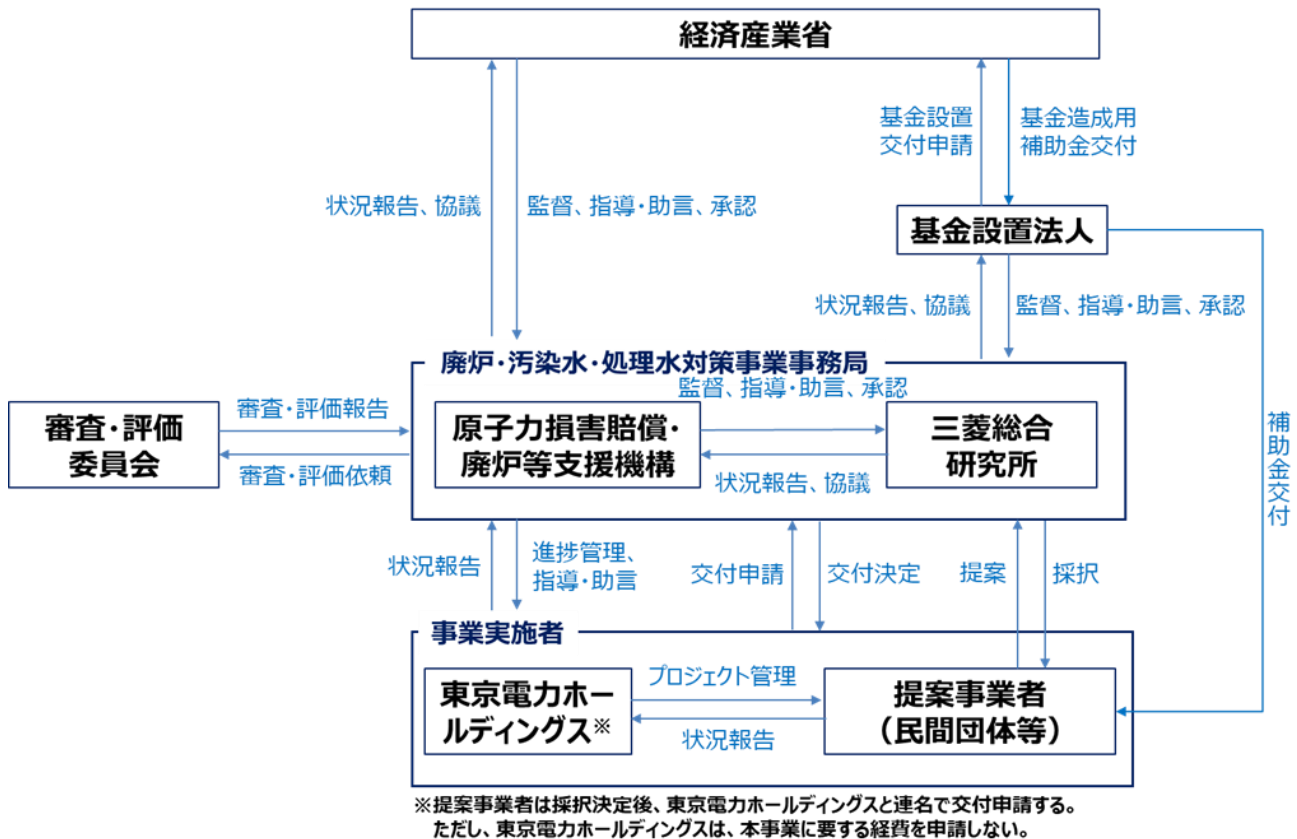 経済産業省
基金設置
交付申請
基金造成用
補助金交付
状況報告、協議
監督、指導・助言、承認
基金設置法人
状況報告、協議
監督、指導・助言、承認
廃炉・汚染水・処理水対策事業事務局
監督、指導・助言、承認
審査・評価
委員会
審査・評価報告
審査・評価依頼
原子力損害賠償・
廃炉等支援機構
三菱総合
研究所
状況報告、協議
補助金交付
状況報告
進捗管理、
指導・助言
交付申請
交付決定
提案
採択
事業実施者
東京電力ホー
ルディングス※
プロジェクト管理
状況報告
提案事業者
（民間団体等）
※提案事業者は採択決定後、東京電力ホールディングスと連名で交付申請する。
ただし、東京電力ホールディングスは、本事業に要する経費を申請しない。